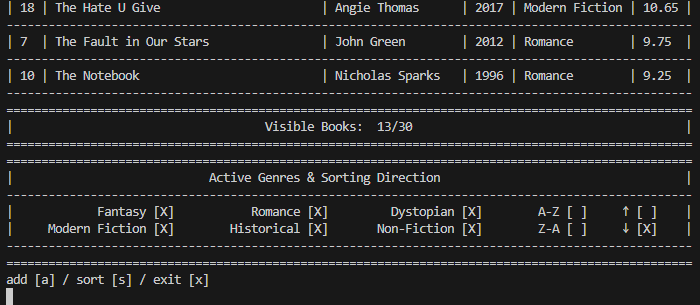 | 18 | The Hate U Give | Angie Thomas | 2017 | Modern Fiction | 10.65 |
| 7 | The Fault in Our Stars | John Green | 2012 | Romance | 9.75 |
| 10 | The Notebook | Nicholas Sparks | 1996 | Romance | 9.25 |
| Visible Books: 13/30 |
| Active Genres & Sorting Direction |
| Fantasy [X] Romance [X] Dystopian [X] A-Z [ ] ↑ [ ] |
| Modern Fiction [X] Historical [X] Non-Fiction [X] Z-A [ ] ↓ [X] |
add [a] / sort [s] / exit [x]